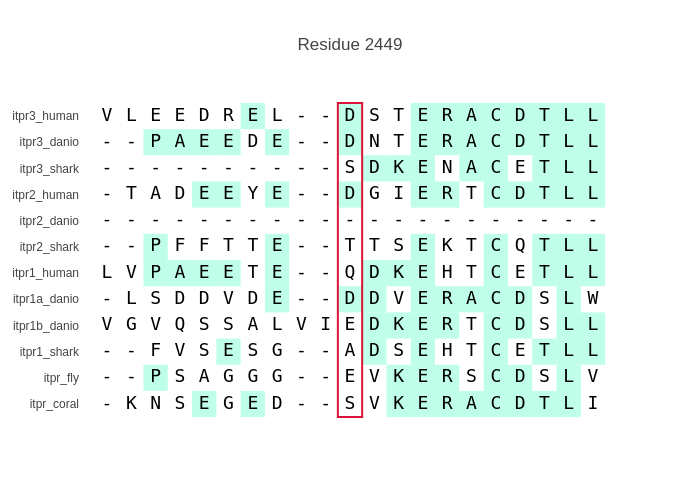 Residue 2449
itpr3_human V L E E D R E L - - D S T E R A C D T L L
itpr3_danio - - P A E E D E - - D N T E R A C D T L L
itpr3_shark - - - - - - - - - - S D K E N A C E T L L
itpr2_human - T A D E E Y E - - D G I E R T C D T L L
itpr2_danio - - - - - - - - - - - - - - - - - - - - -
itpr2_shark - - P F F T T E - - T T S E K T C Q T L L
itpr1_human L V P A E E T E - - Q D K E H T C E T L L
itpr1a_danio - L S D D V D E - - D D V E R A C D S L W
itpr1b_danio V G V Q S S A L V I E D K E R T C D S L L
itpr1_shark - - F V S E S G - - A D S E H T C E T L L
itpr_fly - - P S A G G G - - E V K E R S C D S L V
itpr_coral - K N S E G E D - - S V K E R A C D T L I